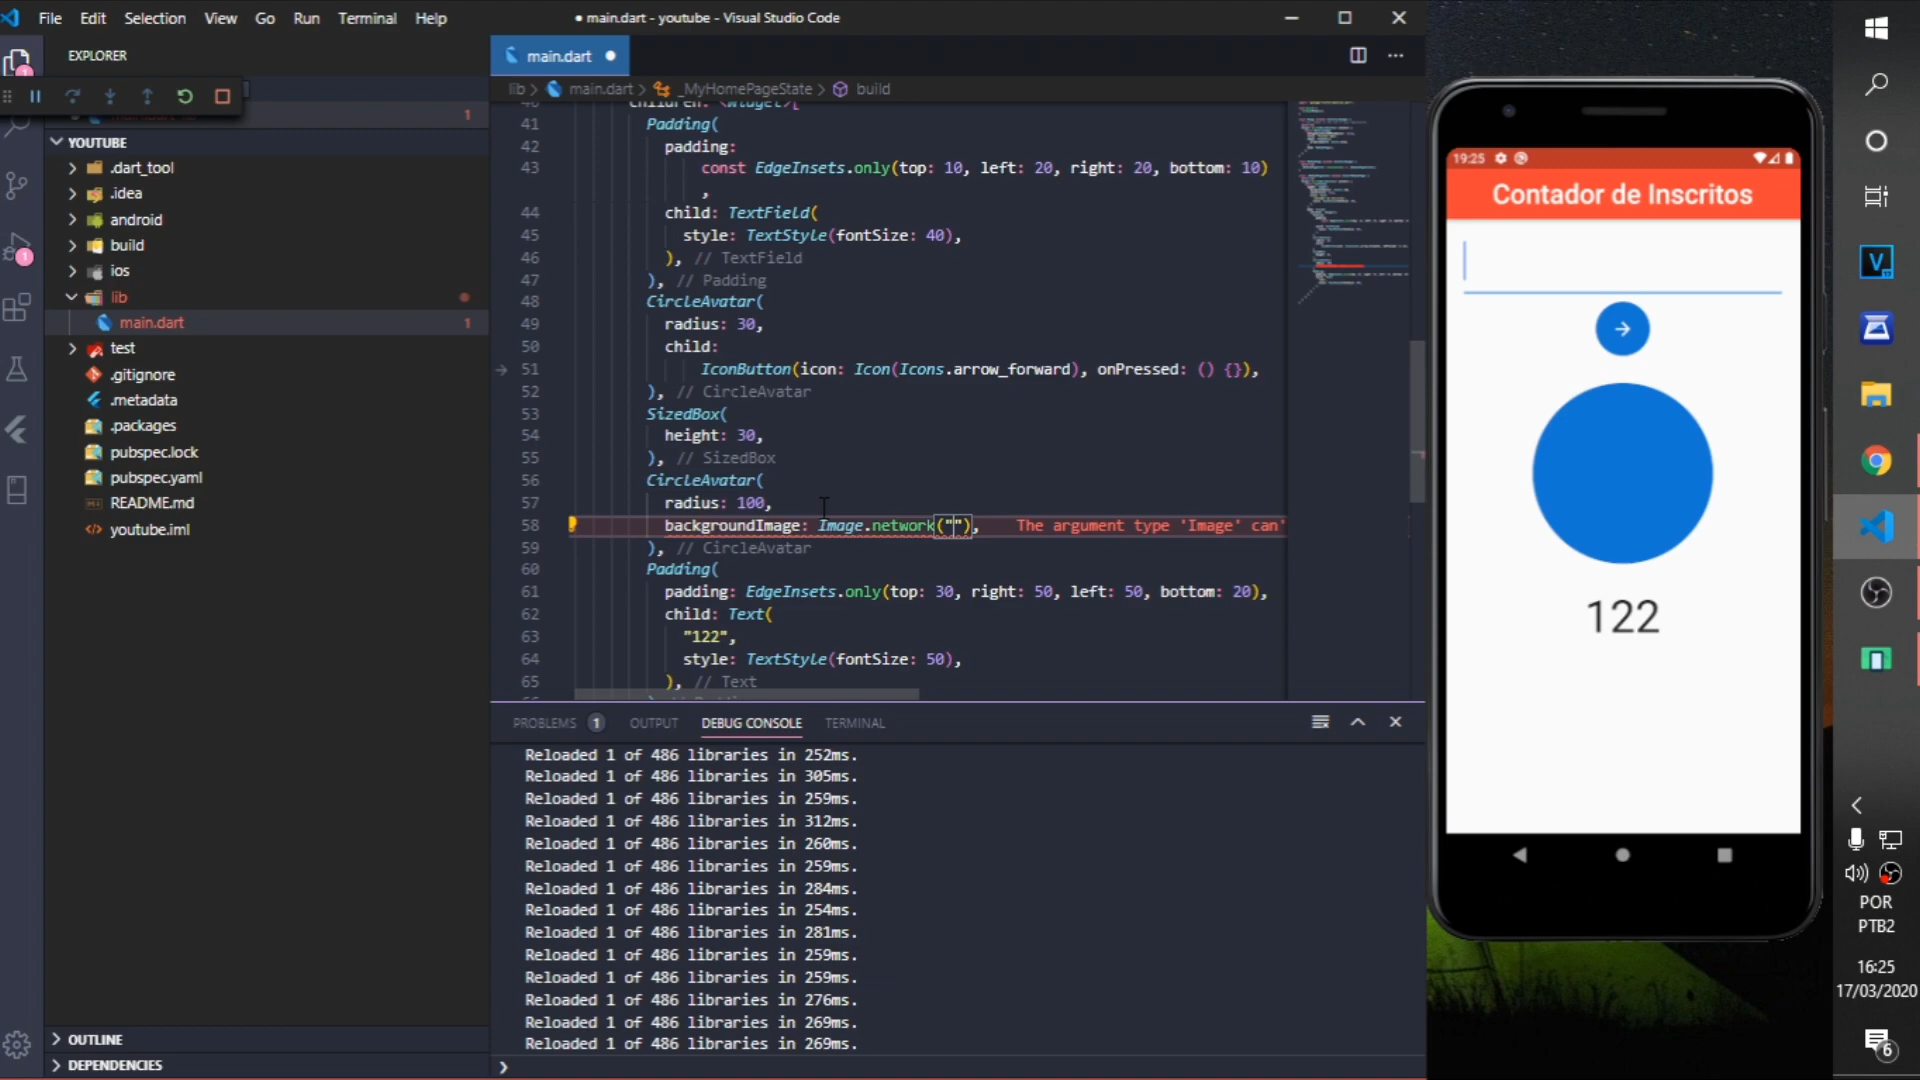 File Edit Selection View Go Run Terminal Help
● main.dart - youtube - Visual Studio Code
EXPLORER
1
YOUTUBE
.dart_tool
.idea
android
build
ios
lib
main.dart 1
test
.gitignore
.metadata
.packages
pubspec.lock
pubspec.yaml
README.md
youtube.iml
OUTLINE
DEPENDENCIES
main.dart
lib > main.dart > _MyHomePageState > build
40 children: <Widget>[
41 Padding(
42 padding:
43 const EdgeInsets.only(top: 10, left: 20, right: 20, bottom: 10)
,
44 child: TextField(
45 style: TextStyle(fontSize: 40),
46 ), // TextField
47 ), // Padding
48 CircleAvatar(
49 radius: 30,
50 child:
51 IconButton(icon: Icon(Icons.arrow_forward), onPressed: () {}),
52 ), // CircleAvatar
53 SizedBox(
54 height: 30,
55 ), // SizedBox
56 CircleAvatar(
57 radius: 100,
58 backgroundImage: Image.network(""), The argument type 'Image' can'
59 ), // CircleAvatar
60 Padding(
61 padding: EdgeInsets.only(top: 30, right: 50, left: 50, bottom: 20),
62 child: Text(
63 "122",
64 style: TextStyle(fontSize: 50),
65 ), // Text
PROBLEMS 1 OUTPUT DEBUG CONSOLE TERMINAL
Reloaded 1 of 486 libraries in 252ms.
Reloaded 1 of 486 libraries in 305ms.
Reloaded 1 of 486 libraries in 259ms.
Reloaded 1 of 486 libraries in 312ms.
Reloaded 1 of 486 libraries in 260ms.
Reloaded 1 of 486 libraries in 259ms.
Reloaded 1 of 486 libraries in 284ms.
Reloaded 1 of 486 libraries in 254ms.
Reloaded 1 of 486 libraries in 281ms.
Reloaded 1 of 486 libraries in 259ms.
Reloaded 1 of 486 libraries in 259ms.
Reloaded 1 of 486 libraries in 276ms.
Reloaded 1 of 486 libraries in 269ms.
Reloaded 1 of 486 libraries in 269ms.
19:25
Contador de Inscritos
122
POR
PTB2
16:25
17/03/2020
6